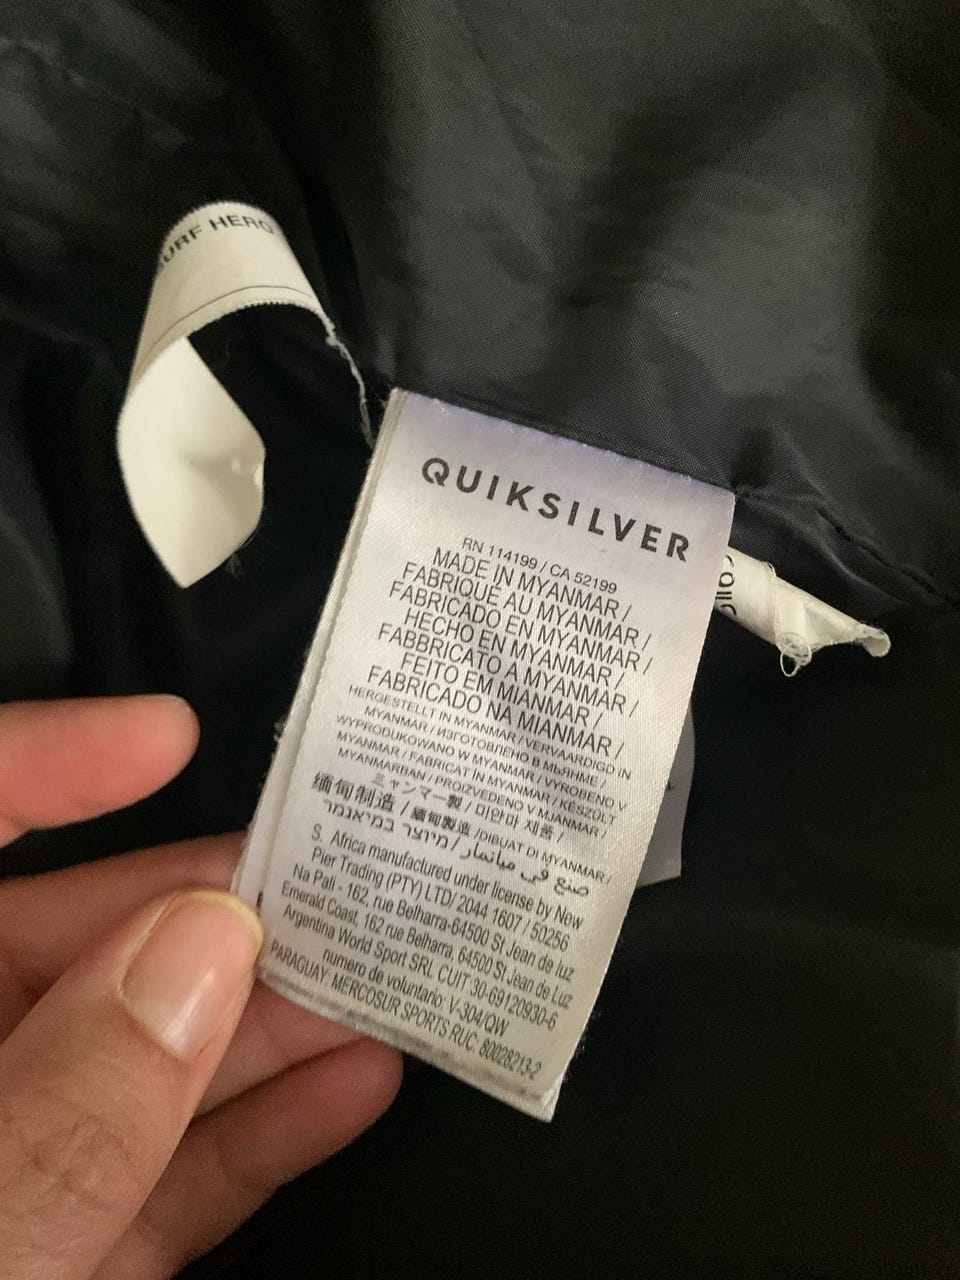 SURF HERO
QUIKSILVER
RN 114199 / CA 52199
MADE IN MYANMAR /
FABRIQUÉ AU MYANMAR /
FABRICADO EN MYANMAR /
HECHO EN MYANMAR /
FABBRICATO A MYANMAR /
FEITO EM MIANMAR /
FABRICADO NA MIANMAR /
HERGESTELLT IN MYANMAR / VERVAARDIGD IN
MYANMAR / ИЗГОТОВЛЕНО В МЬЯНМЕ /
WYPRODUKOWANO W MYANMAR / VYROBENO V
MYANMAR / FABRICAT ÎN MYANMAR / KÉSZÜLT
MYANMARBAN / PROIZVEDENO V MJANMAR /
ミャンマー製 / 미얀마 제품 /
缅甸制造 / 緬甸製造 / DIBUAT DI MYANMAR /
صنع في ميانمار / מיוצר במיאנמר
S. Africa manufactured under license by New
Pier Trading (PTY) LTD/ 2044 1607 / 50256
Na Pali - 162, rue Belharra-64500 St Jean de luz
Emerald Coast, 162 rue Belharra, 64500 St Jean de Luz
Argentina World Sport SRL CUIT:30-69120930-6
numero de voluntario: V-304/QW
PARAGUAY: MERCOSUR SPORTS RUC: 80028213-2